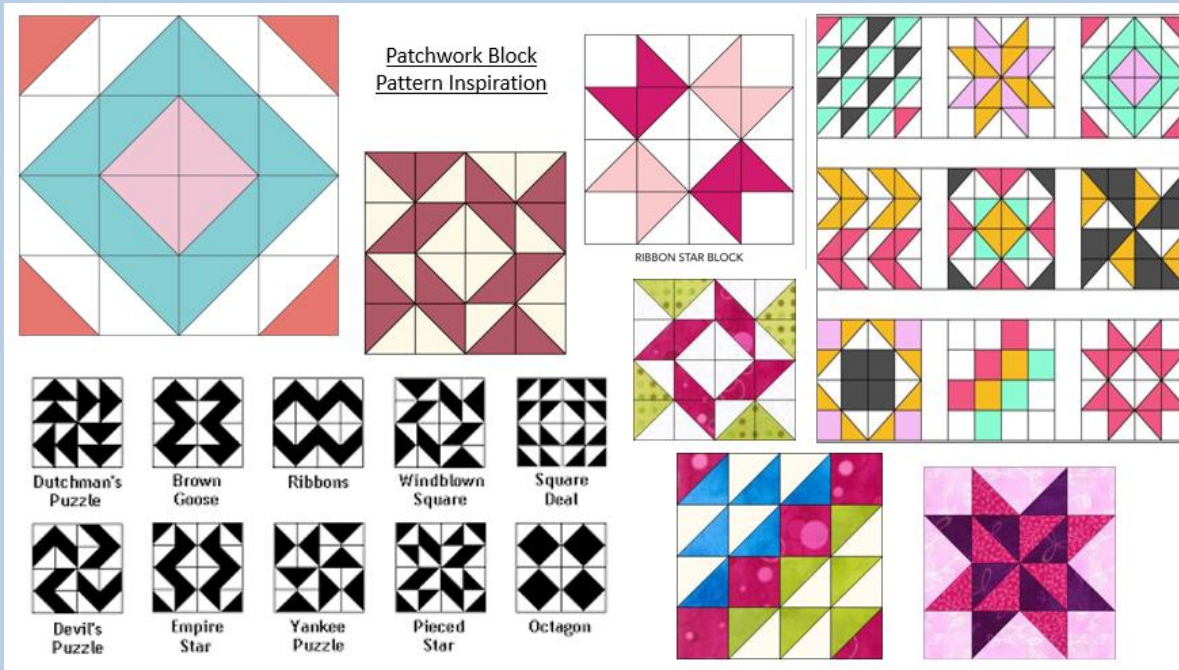 Patchwork Block
Pattern Inspiration
RIBBON STAR BLOCK
Dutchman's
Puzzle
Brown
Goose
Ribbons
Windblown
Square
Square
Deal
Devil's
Puzzle
Empire
Star
Yankee
Puzzle
Pieced
Star
Octagon